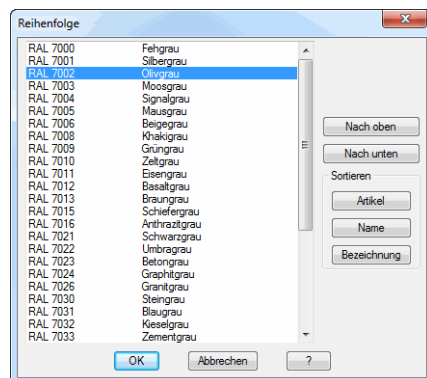 Reihenfolge
RAL 7000 Fehgrau
RAL 7001 Silbergrau
RAL 7002 Olivgrau
RAL 7003 Moosgrau
RAL 7004 Signalgrau
RAL 7005 Mausgrau
RAL 7006 Beigegrau
RAL 7008 Khakigrau
RAL 7009 Grüngrau
RAL 7010 Zeltgrau
RAL 7011 Eisengrau
RAL 7012 Basaltgrau
RAL 7013 Braungrau
RAL 7015 Schiefergrau
RAL 7016 Anthrazitgrau
RAL 7021 Schwarzgrau
RAL 7022 Umbragrau
RAL 7023 Betongrau
RAL 7024 Graphitgrau
RAL 7026 Granitgrau
RAL 7030 Steingrau
RAL 7031 Blaugrau
RAL 7032 Kieselgrau
RAL 7033 Zementgrau
Nach oben
Nach unten
Sortieren
Artikel
Name
Bezeichnung
OK Abbrechen ?